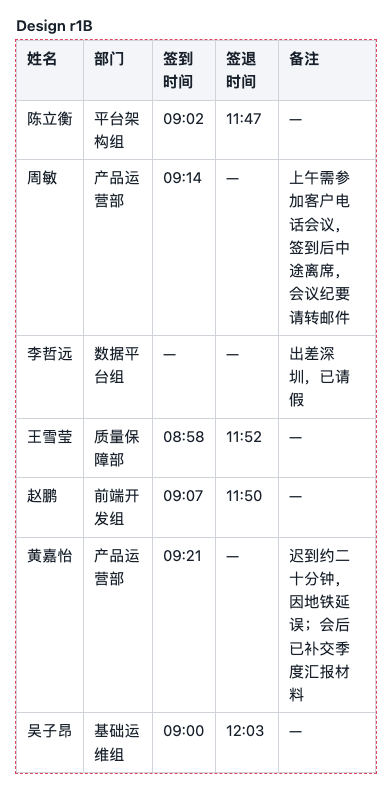 Design r1B
姓名 部门 签到 签退 备注
时间 时间
陈立衡 平台架 09:02 11:47 —
构组
周敏 产品运 09:14 — 上午需参
营部 加客户电
话会议，
签到后中
途离席，
会议纪要
请转邮件
李哲远 数据平 — — 出差深
台组 圳，已请
假
王雪莹 质量保 08:58 11:52 —
障部
赵鹏 前端开 09:07 11:50 —
发组
黄嘉怡 产品运 09:21 — 迟到约二
营部 十分钟，
因地铁延
误；会后
已补交季
度汇报材
料
吴子昂 基础运 09:00 12:03 —
维组